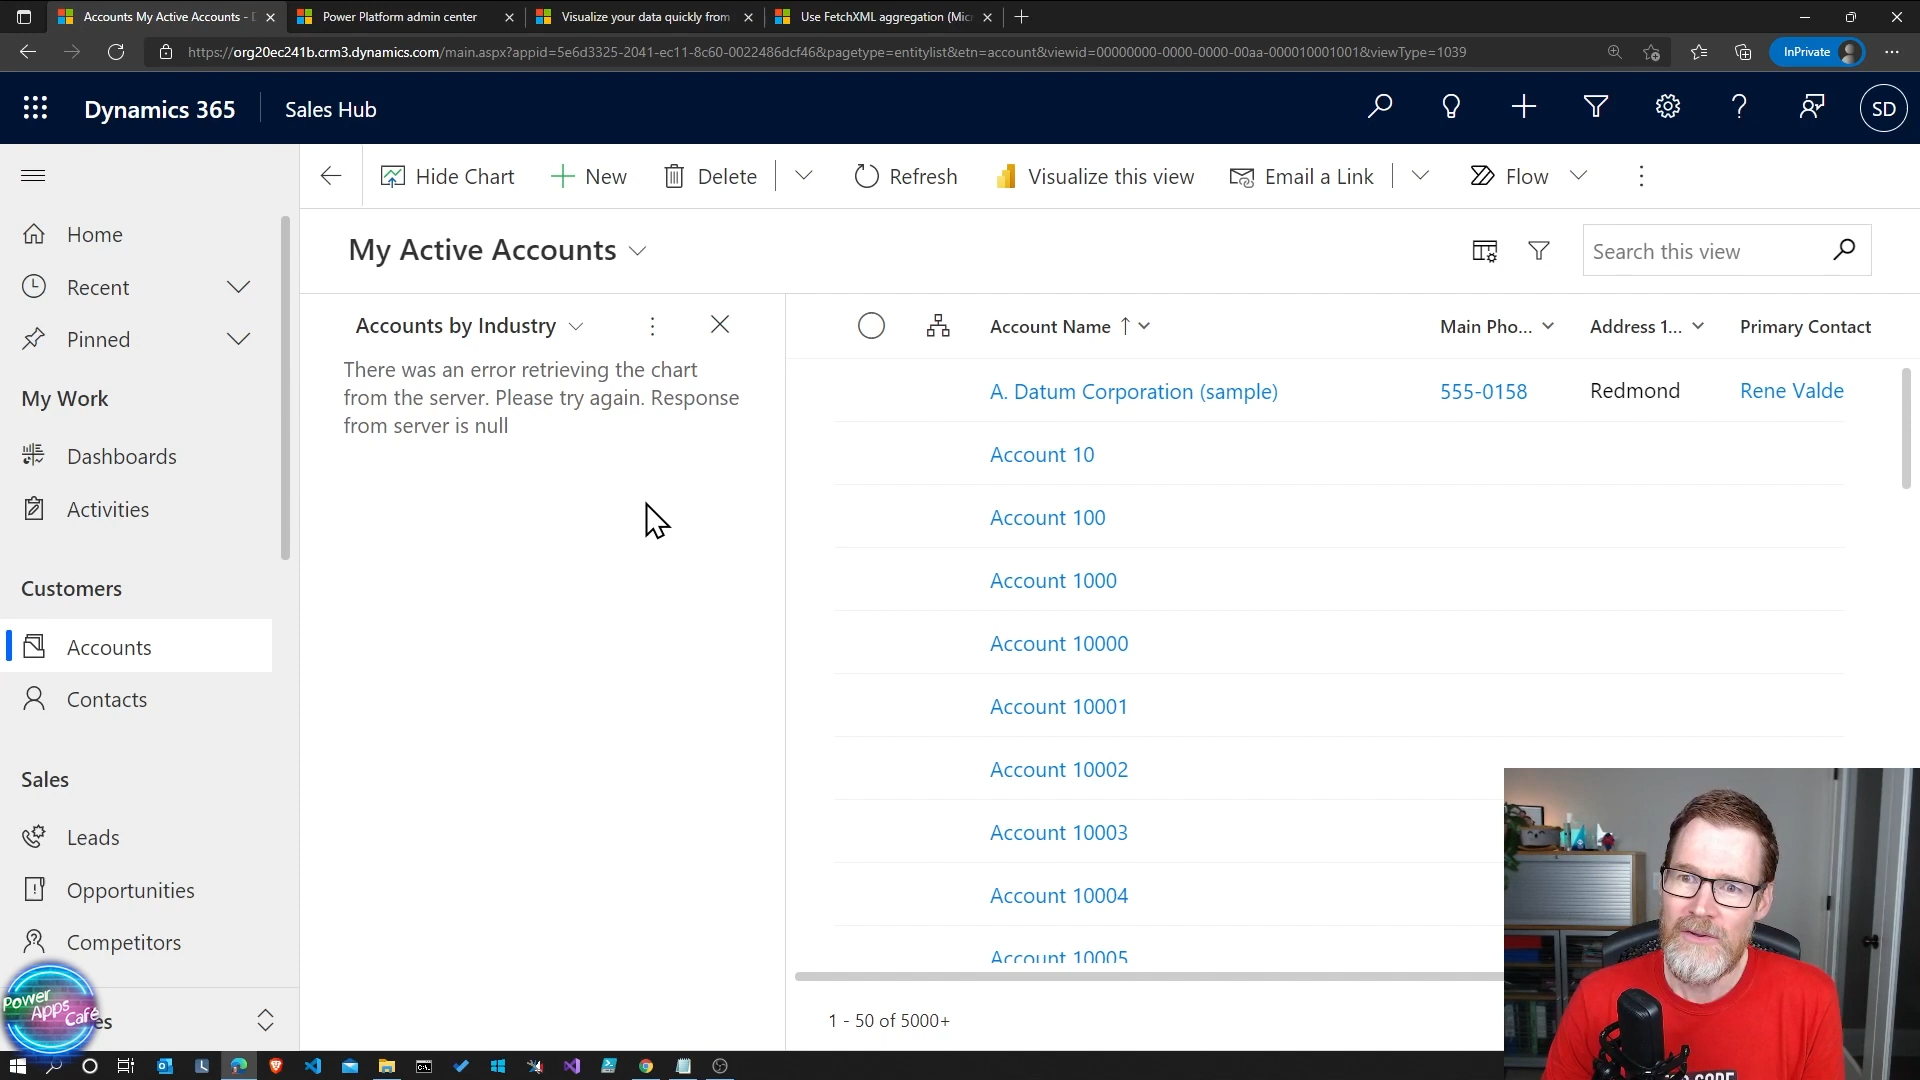 Accounts My Active Accounts - D
Power Platform admin center
Visualize your data quickly from
Use FetchXML aggregation (Micr
https://org20ec241b.crm3.dynamics.com/main.aspx?appid=5e6d3325-2041-ec11-8c60-0022486dcf46&pagetype=entitylist&etn=account&viewid=00000000-0000-0000-00aa-000010001001&viewType=1039
InPrivate
Dynamics 365
Sales Hub
SD
Hide Chart
New
Delete
Refresh
Visualize this view
Email a Link
Flow
Home
Recent
Pinned
My Work
Dashboards
Activities
Customers
Accounts
Contacts
Sales
Leads
Opportunities
Competitors
Power
Apps
Café
es
My Active Accounts
Search this view
Accounts by Industry
There was an error retrieving the chart
from the server. Please try again. Response
from server is null
Account Name
Main Pho...
Address 1...
Primary Contact
A. Datum Corporation (sample)
555-0158
Redmond
Rene Valde
Account 10
Account 100
Account 1000
Account 10000
Account 10001
Account 10002
Account 10003
Account 10004
Account 10005
1 - 50 of 5000+